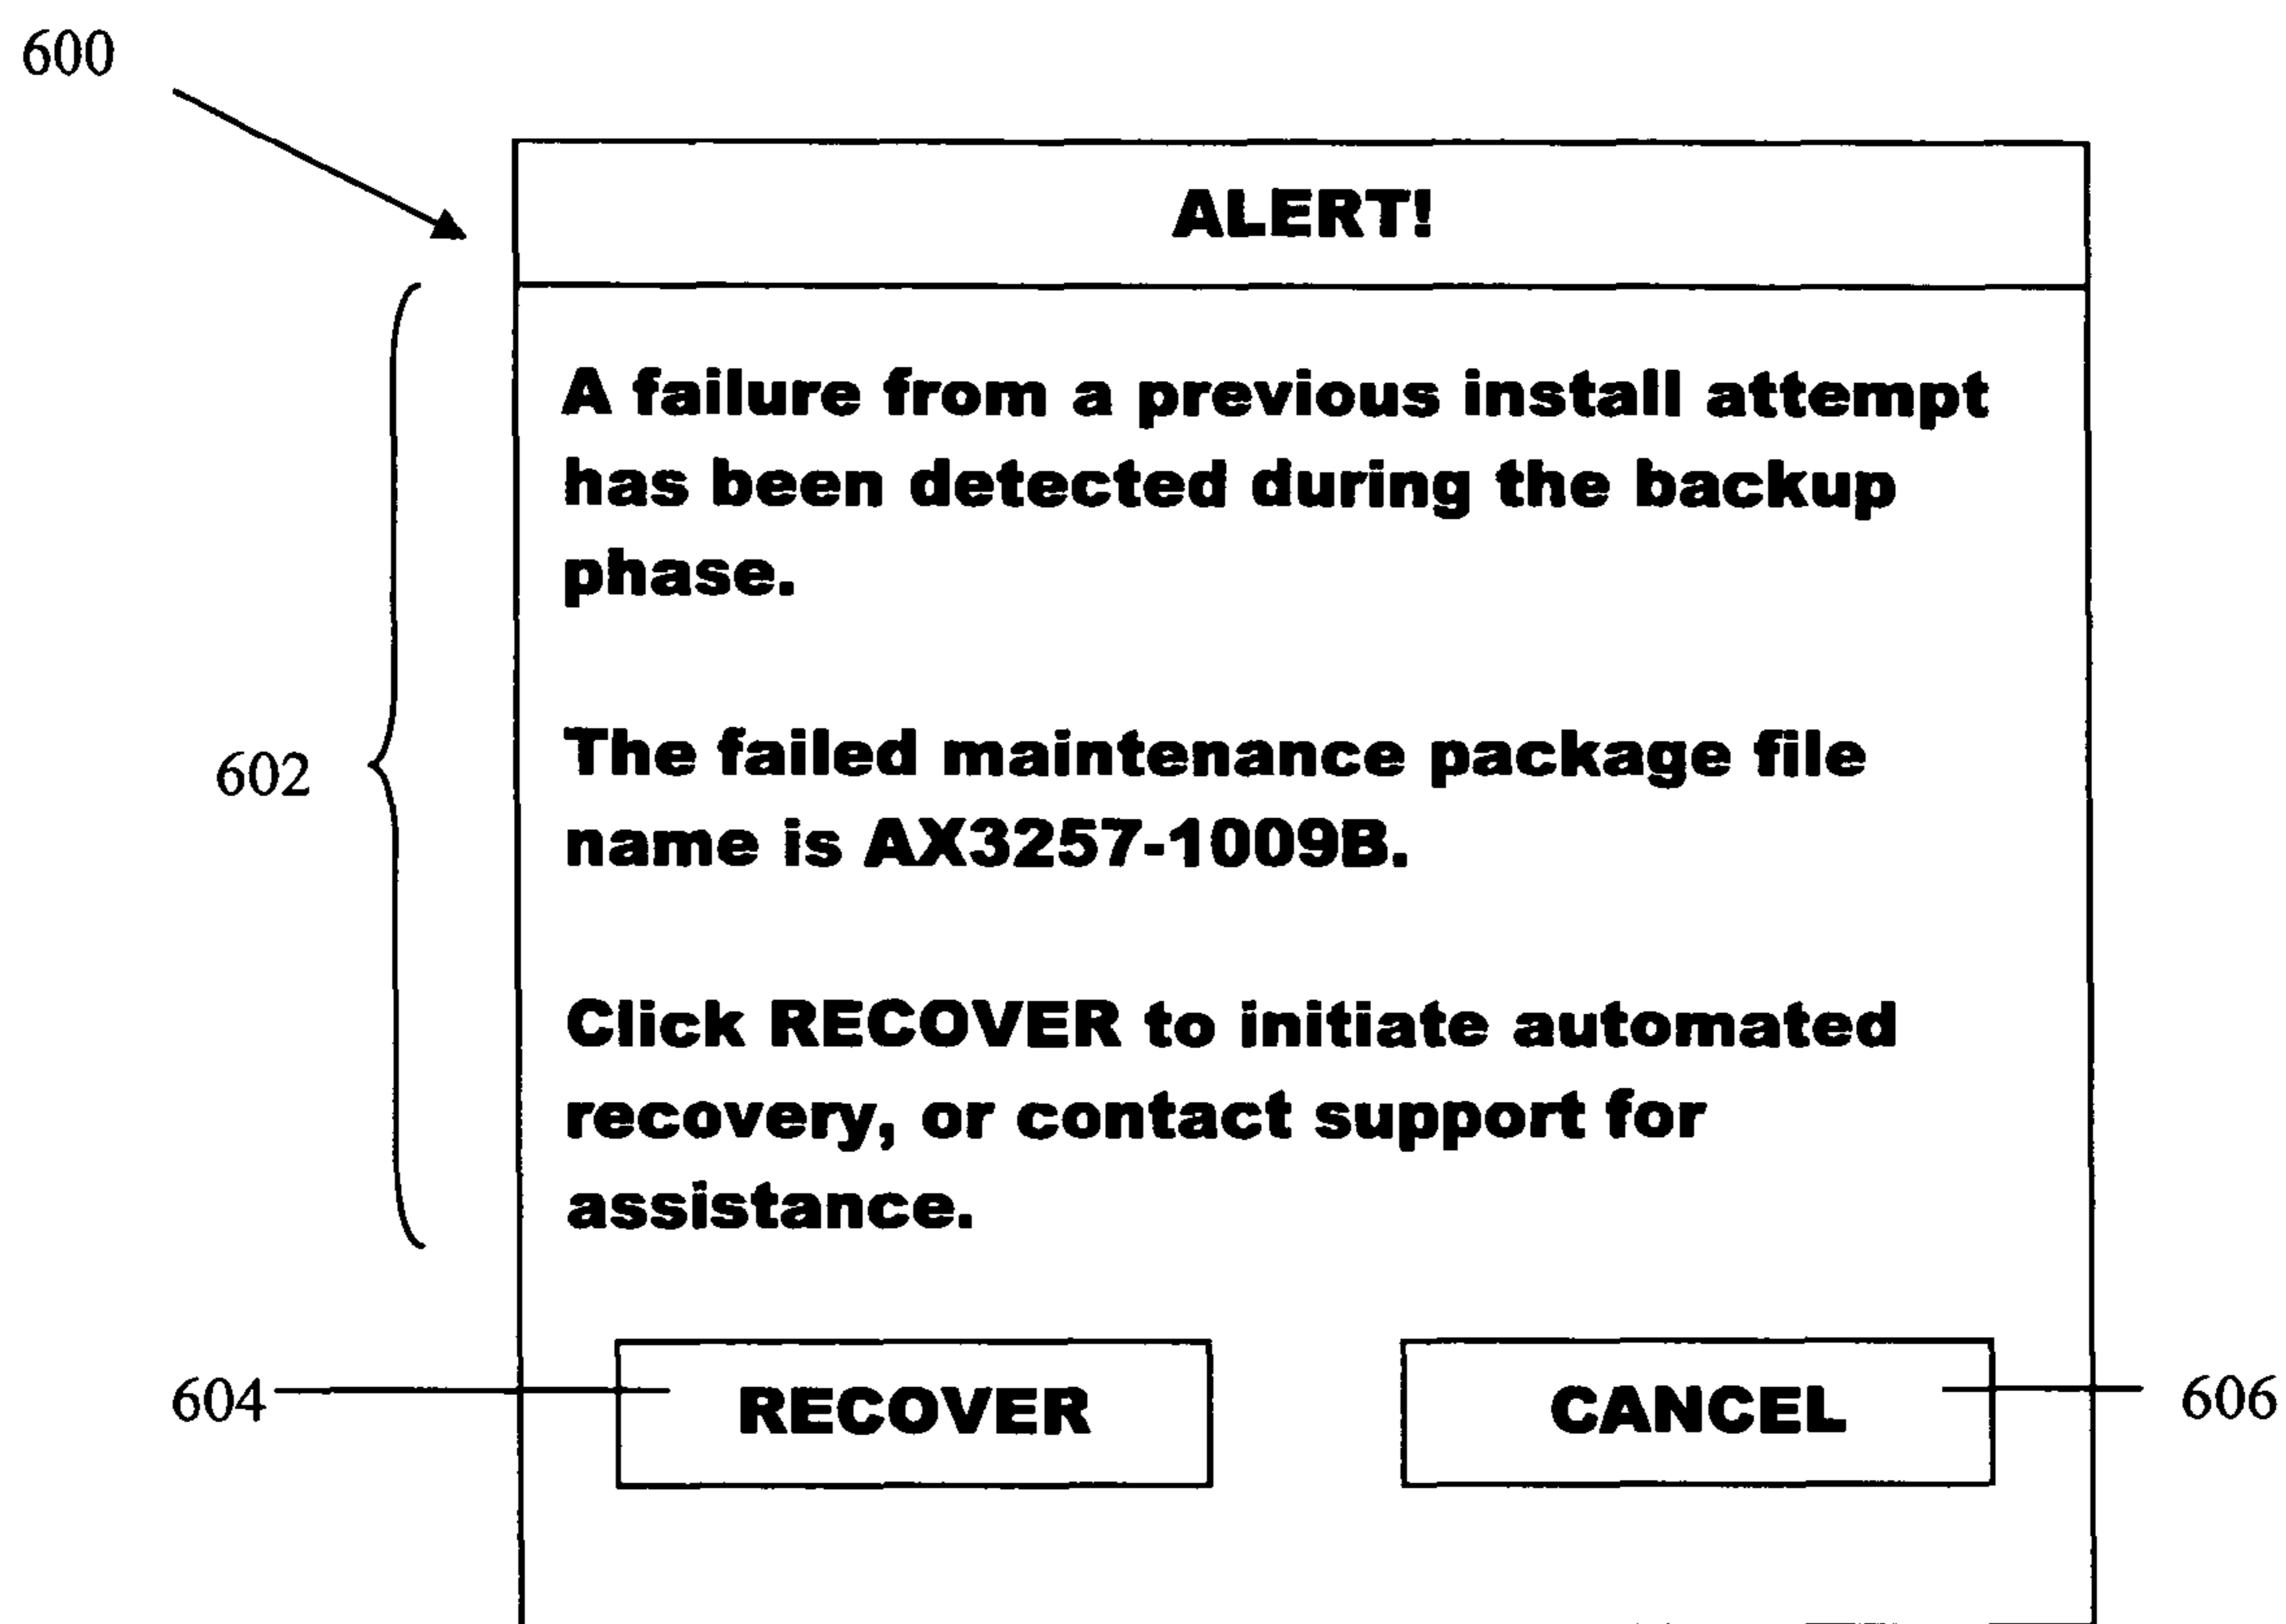 600
ALERT!
A failure from a previous install attempt
has been detected during the backup
phase.
The failed maintenance package file
name is AX3257-1009B.
602
Click RECOVER to initiate automated
recovery, or contact support for
assistance.
604
RECOVER
CANCEL
606